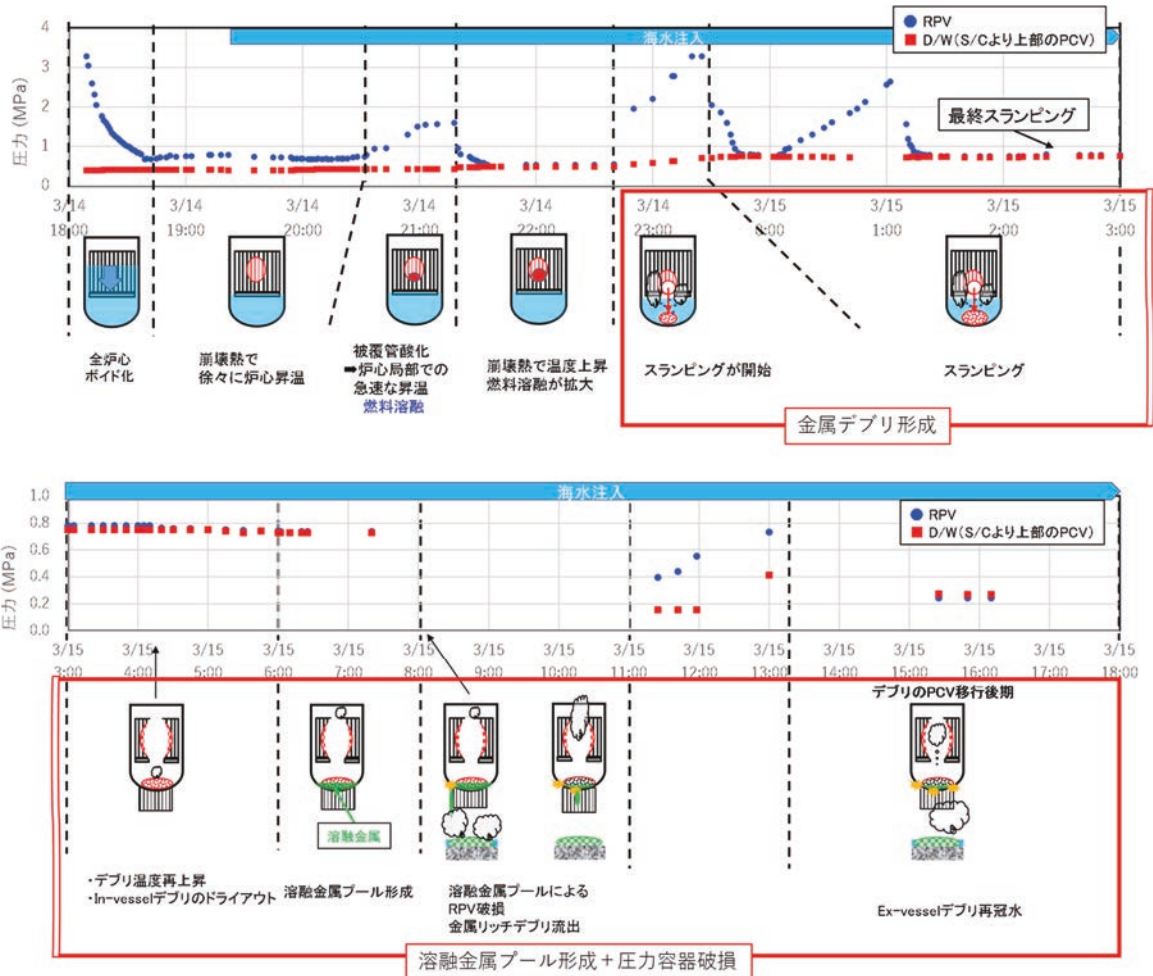 RPV
D/W(S/Cより上部のPCV)
海水注入
圧力 (MPa)
4
3
2
1
0
最終スランピング
3/14
18:00
3/14
19:00
3/14
20:00
3/14
21:00
3/14
22:00
3/14
23:00
3/15
0:00
3/15
1:00
3/15
2:00
3/15
3:00
全炉心
ボイド化
崩壊熱で
徐々に炉心昇温
被覆管酸化
➡炉心局部での
急速な昇温
燃料溶融
崩壊熱で温度上昇
燃料溶融が拡大
スランピングが開始
スランピング
金属デブリ形成
海水注入
RPV
D/W(S/Cより上部のPCV)
圧力 (MPa)
1.0
0.8
0.6
0.4
0.2
0.0
3/15
3:00
3/15
4:00
3/15
5:00
3/15
6:00
3/15
7:00
3/15
8:00
3/15
9:00
3/15
10:00
3/15
11:00
3/15
12:00
3/15
13:00
3/15
14:00
3/15
15:00
3/15
16:00
3/15
17:00
3/15
18:00
デブリのPCV移行後期
溶融金属
・デブリ温度再上昇
・In-vesselデブリのドライアウト
溶融金属プール形成
溶融金属プールによる
RPV破損
金属リッチデブリ流出
Ex-vesselデブリ再冠水
溶融金属プール形成+圧力容器破損